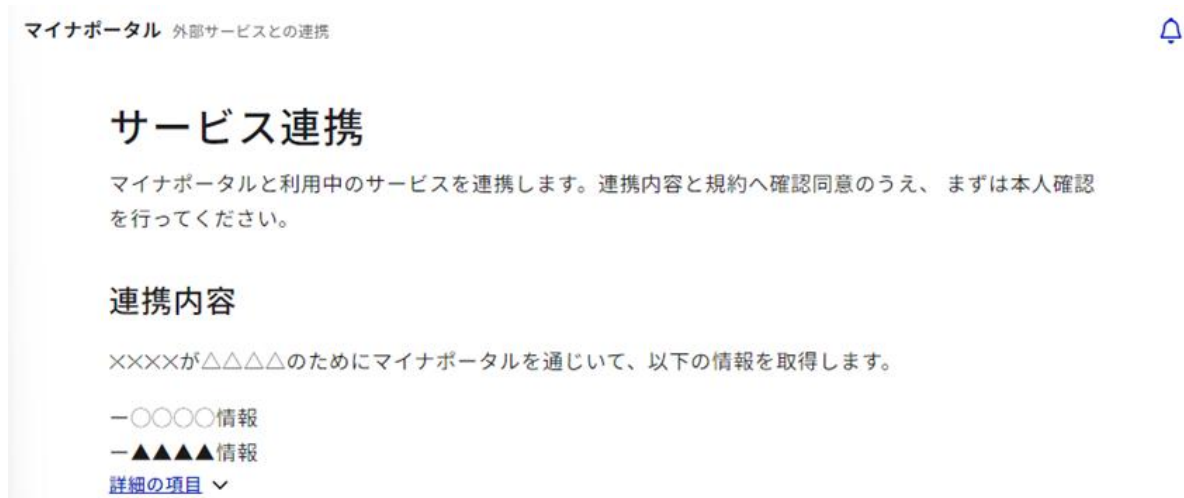 マイナポータル 外部サービスとの連携
サービス連携
マイナポータルと利用中のサービスを連携します。連携内容と規約へ確認同意のうえ、 まずは本人確認
を行ってください。
連携内容
××××が△△△△のためにマイナポータルを通じいて、以下の情報を取得します。
ー〇〇〇〇情報
ー▲▲▲▲情報
詳細の項目